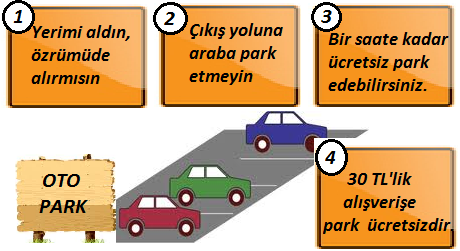 1
Yerimi aldın,
özrümüde
alırmısın
2
Çıkış yoluna
araba park
etmeyin
3
Bir saate kadar
ücretsiz park
edebilirsiniz.
4
30 TL'lik
alışverişe
park ücretsizdir
OTO
PARK